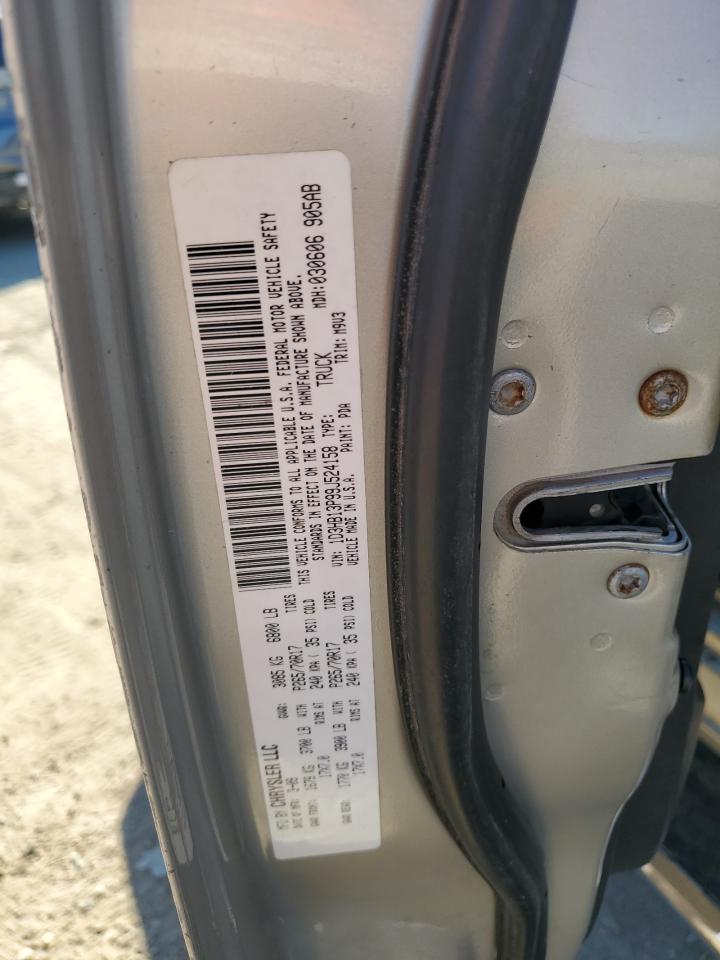 MFD BY CHRYSLER LLC
DATE OF MFR: 3-09 GVWR: 3085 KG 6800 LB
GAWR FRONT: 1678 KG 3700 LB WITH P265/70R17 TIRES
17X7.0 RIMS AT 240 KPA ( 35 PSI) COLD
GAWR REAR: 1770 KG 3900 LB WITH P265/70R17 TIRES
17X7.0 RIMS AT 240 KPA ( 35 PSI) COLD
THIS VEHICLE CONFORMS TO ALL APPLICABLE U.S.A. FEDERAL MOTOR VEHICLE SAFETY
STANDARDS IN EFFECT ON THE DATE OF MANUFACTURE SHOWN ABOVE.
MDH:030606 905AB
VIN: 1D3HB13P99J524158 TYPE: TRUCK
VEHICLE MADE IN U.S.A. PAINT: PDA TRIM: M9V3